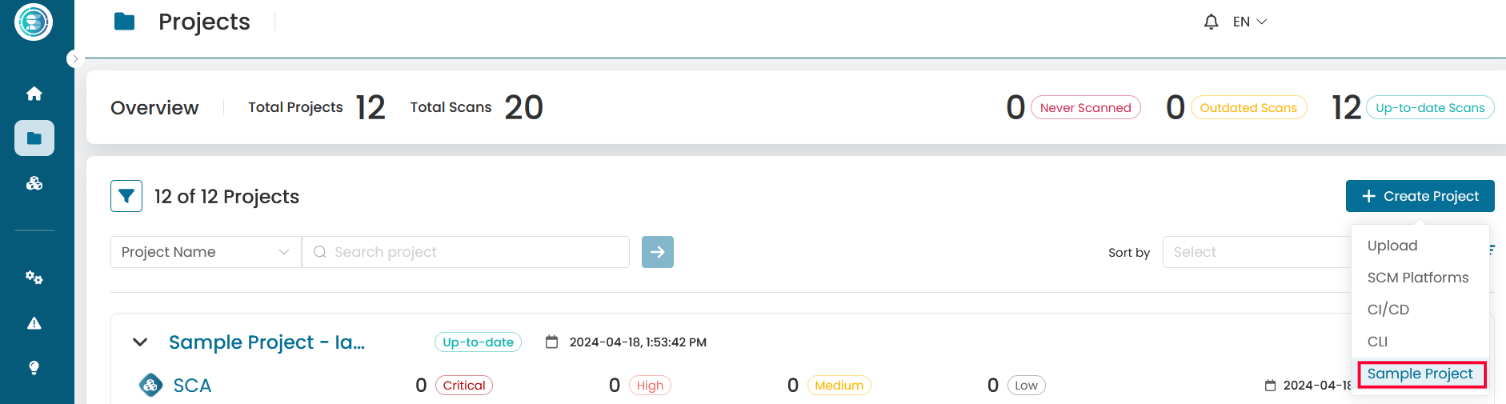 Projects
EN
Overview Total Projects 12 Total Scans 20 0 Never Scanned 0 Outdated Scans 12 Up-to-date Scans
12 of 12 Projects
+ Create Project
Project Name Search project Sort by Select
Upload
SCM Platforms
CI/CD
CLI
Sample Project
Sample Project - Ia... Up-to-date 2024-04-18, 1:53:42 PM
SCA 0 Critical 0 High 0 Medium 0 Low 2024-04-18